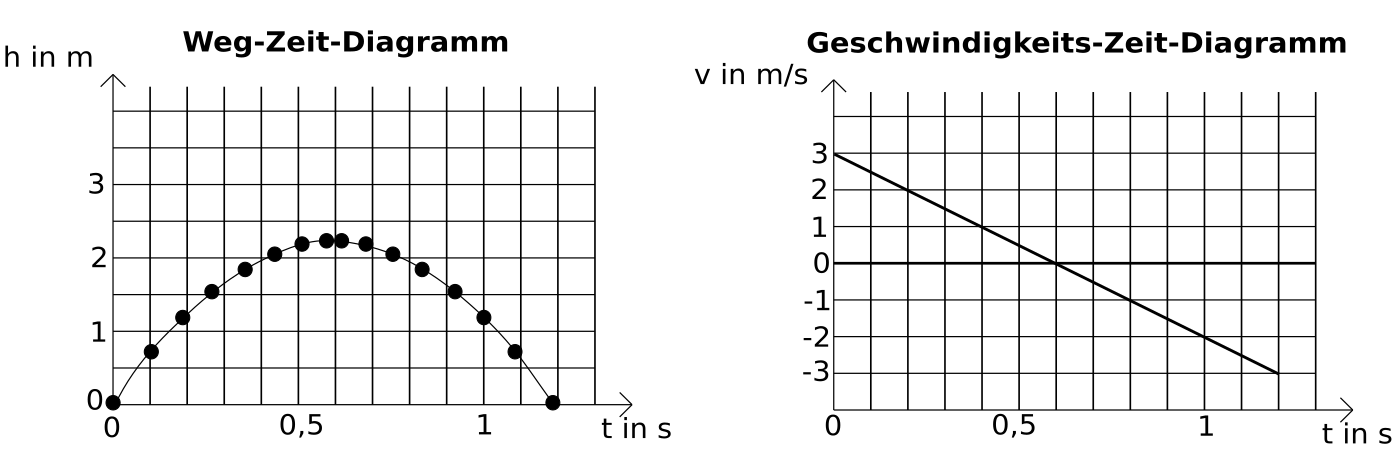 Weg-Zeit-Diagramm
h in m
3
2
1
0
0
0,5
1
t in s
Geschwindigkeits-Zeit-Diagramm
v in m/s
3
2
1
0
-1
-2
-3
0
0,5
1
t in s